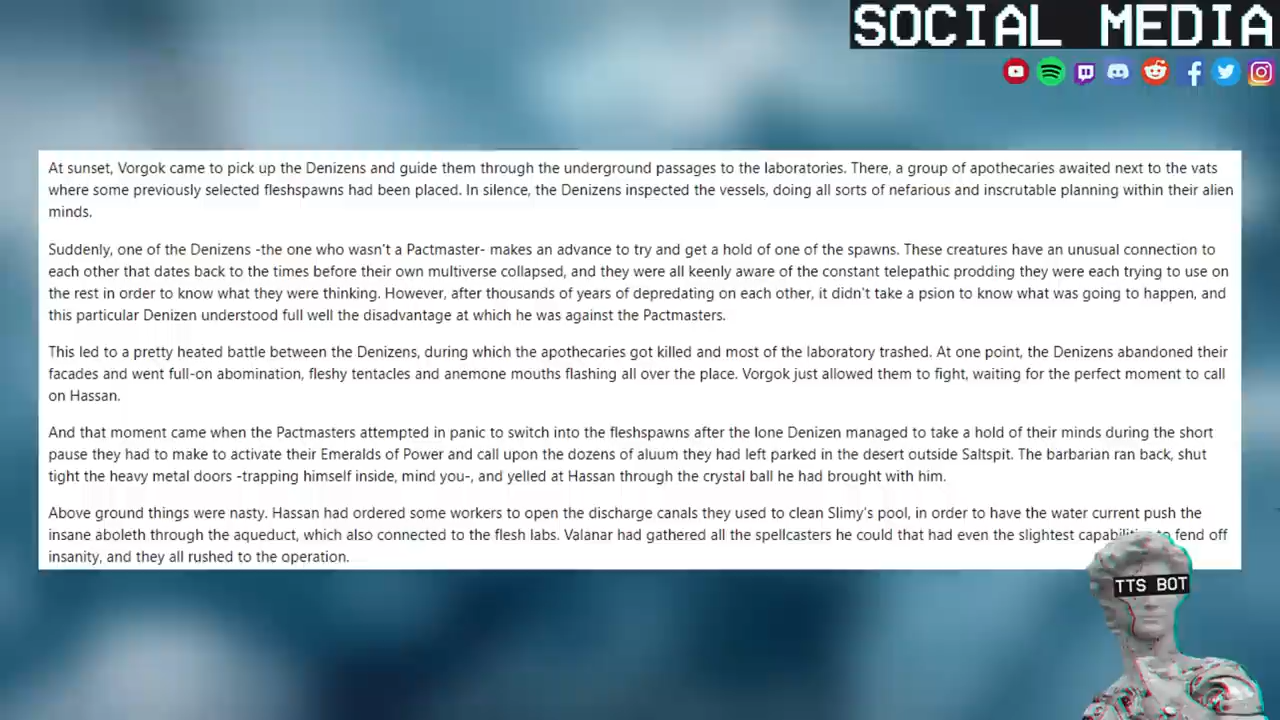 SOCIAL MEDIA
At sunset, Vorgok came to pick up the Denizens and guide them through the underground passages to the laboratories. There, a group of apothecaries awaited next to the vats
where some previously selected fleshspawns had been placed. In silence, the Denizens inspected the vessels, doing all sorts of nefarious and inscrutable planning within their alien
minds.
Suddenly, one of the Denizens -the one who wasn't a Pactmaster- makes an advance to try and get a hold of one of the spawns. These creatures have an unusual connection to
each other that dates back to the times before their own multiverse collapsed, and they were all keenly aware of the constant telepathic prodding they were each trying to use on
the rest in order to know what they were thinking. However, after thousands of years of depredating on each other, it didn't take a psion to know what was going to happen, and
this particular Denizen understood full well the disadvantage at which he was against the Pactmasters.
This led to a pretty heated battle between the Denizens, during which the apothecaries got killed and most of the laboratory trashed. At one point, the Denizens abandoned their
facades and went full-on abomination, fleshy tentacles and anemone mouths flashing all over the place. Vorgok just allowed them to fight, waiting for the perfect moment to call
on Hassan.
And that moment came when the Pactmasters attempted in panic to switch into the fleshspawns after the lone Denizen managed to take a hold of their minds during the short
pause they had to make to activate their Emeralds of Power and call upon the dozens of aluum they had left parked in the desert outside Saltspit. The barbarian ran back, shut
tight the heavy metal doors -trapping himself inside, mind you-, and yelled at Hassan through the crystal ball he had brought with him.
Above ground things were nasty. Hassan had ordered some workers to open the discharge canals they used to clean Slimy's pool, in order to have the water current push the
insane aboleth through the aqueduct, which also connected to the flesh labs. Valanar had gathered all the spellcasters he could that had even the slightest fend off
insanity, and they all rushed to the operation.
TTS BOT